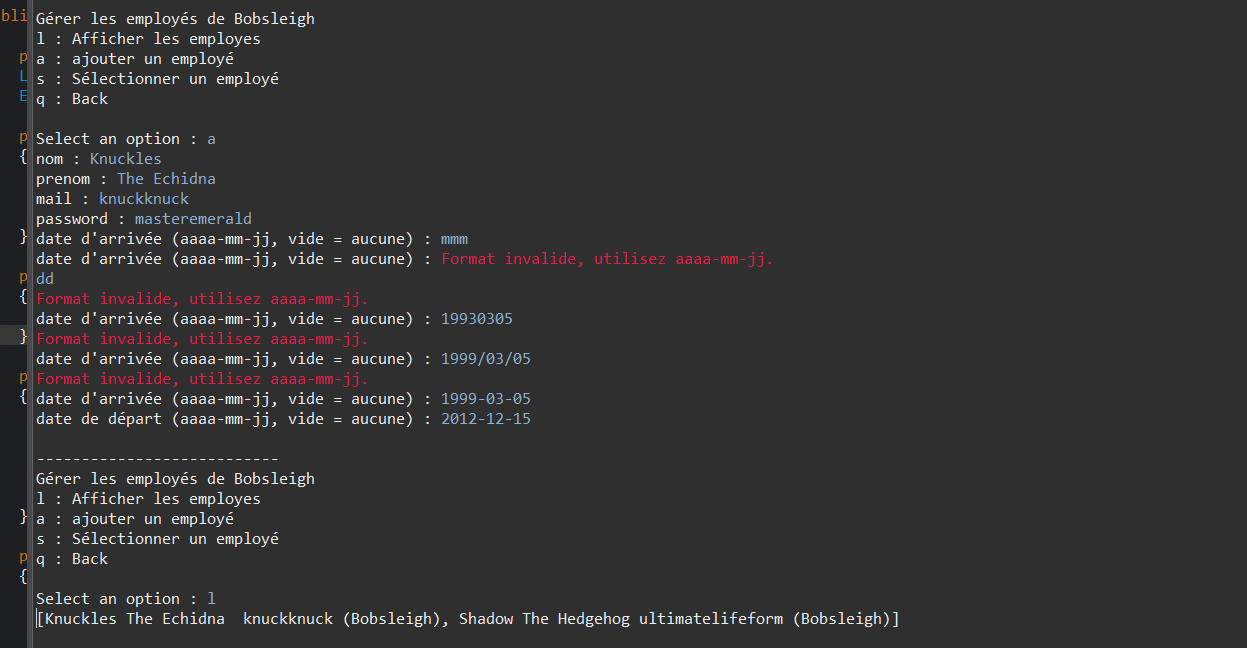 bli
Gérer les employés de Bobsleigh
l : Afficher les employes
p
a : ajouter un employé
L
s : Sélectionner un employé
E
q : Back
p
Select an option : a
{
nom : Knuckles
prenom : The Echidna
mail : knuckknuck
password : masteremerald
}
date d'arrivée (aaaa-mm-jj, vide = aucune) : mmm
date d'arrivée (aaaa-mm-jj, vide = aucune) : Format invalide, utilisez aaaa-mm-jj.
p
dd
{
Format invalide, utilisez aaaa-mm-jj.
date d'arrivée (aaaa-mm-jj, vide = aucune) : 19930305
}
Format invalide, utilisez aaaa-mm-jj.
date d'arrivée (aaaa-mm-jj, vide = aucune) : 1999/03/05
p
Format invalide, utilisez aaaa-mm-jj.
{
date d'arrivée (aaaa-mm-jj, vide = aucune) : 1999-03-05
date de départ (aaaa-mm-jj, vide = aucune) : 2012-12-15
---------------------------
Gérer les employés de Bobsleigh
l : Afficher les employes
}
a : ajouter un employé
s : Sélectionner un employé
p
q : Back
{
Select an option : l
[Knuckles The Echidna  knuckknuck (Bobsleigh), Shadow The Hedgehog ultimatelifeform (Bobsleigh)]